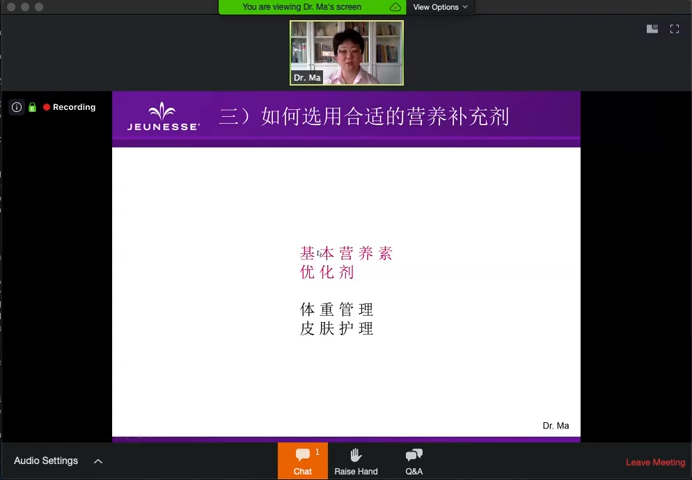 You are viewing Dr. Ma's screen
View Options
Dr. Ma
Recording
JEUNESSE
三）如何选用合适的营养补充剂
基本营养素
优化剂
体重管理
皮肤护理
Dr. Ma
Audio Settings
1
Chat
Raise Hand
Q&A
Leave Meeting